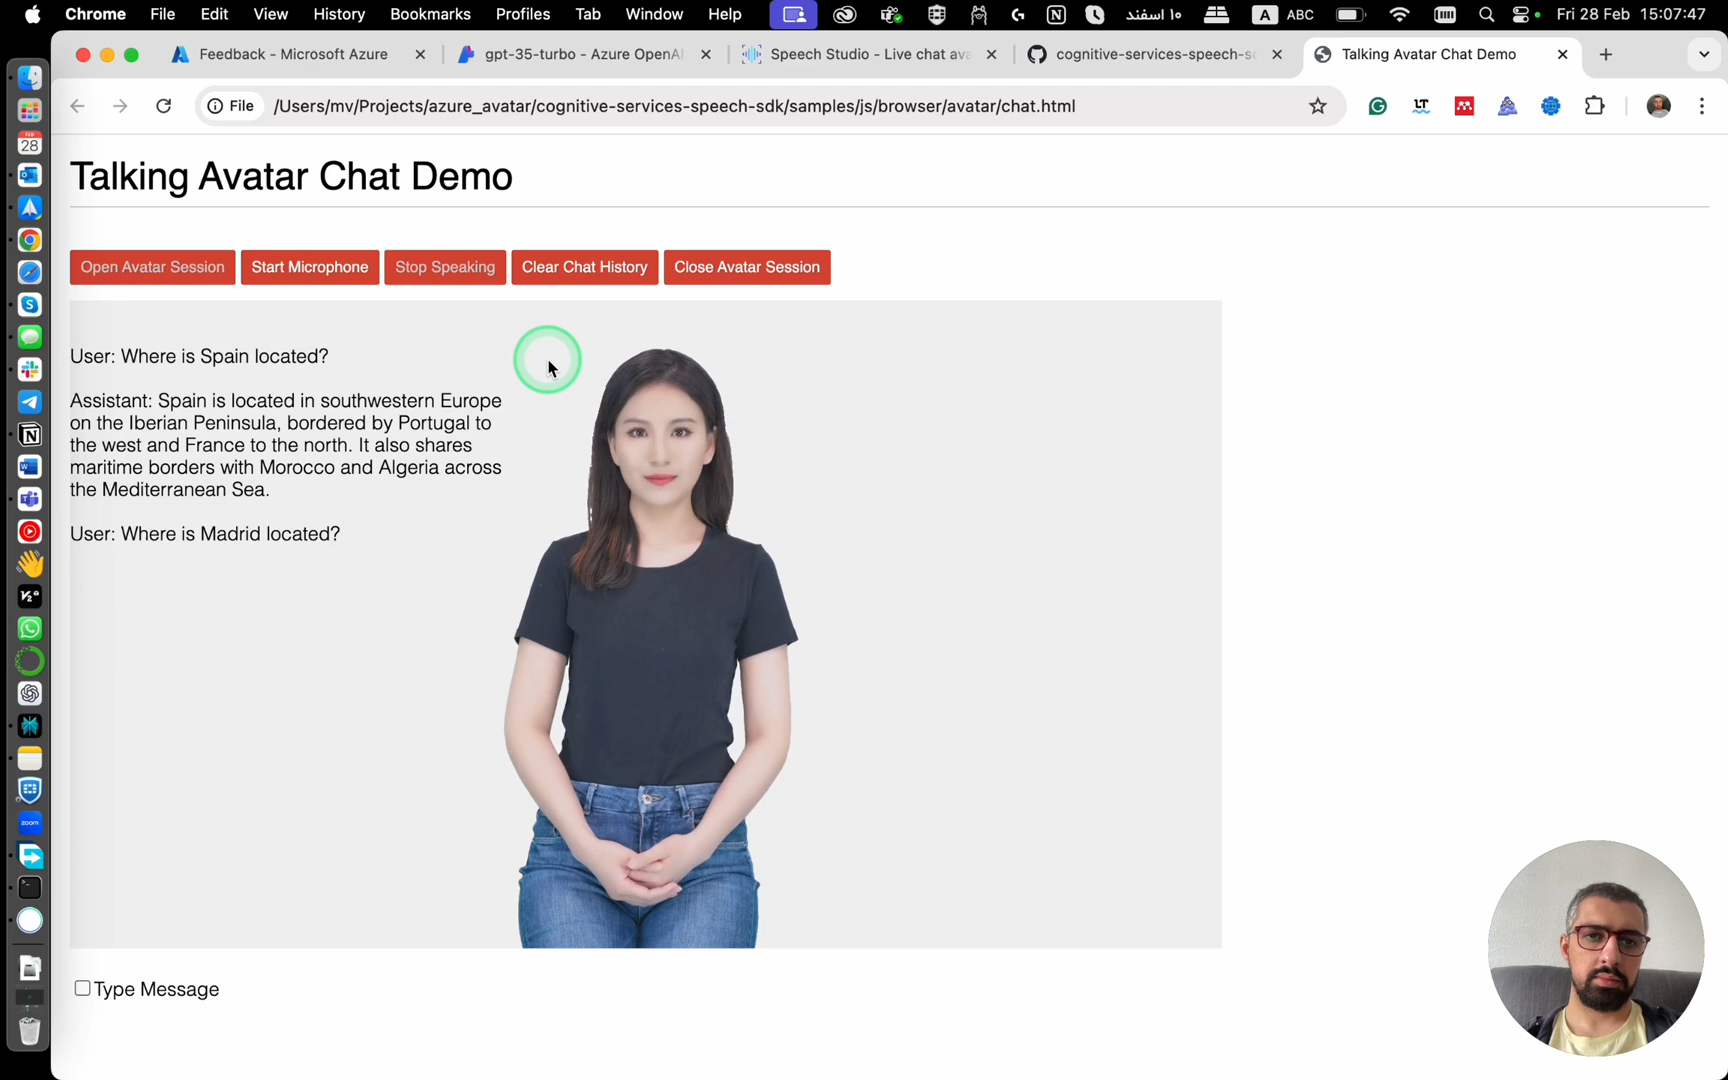 Chrome File Edit View History Bookmarks Profiles Tab Window Help ۱۰ اسفند A ABC Fri 28 Feb 15:07:47
Feedback - Microsoft Azure
gpt-35-turbo - Azure OpenAI
Speech Studio - Live chat ava
cognitive-services-speech-s
Talking Avatar Chat Demo
File /Users/mv/Projects/azure_avatar/cognitive-services-speech-sdk/samples/js/browser/avatar/chat.html
Talking Avatar Chat Demo
Open Avatar Session Start Microphone Stop Speaking Clear Chat History Close Avatar Session
User: Where is Spain located?
Assistant: Spain is located in southwestern Europe
on the Iberian Peninsula, bordered by Portugal to
the west and France to the north. It also shares
maritime borders with Morocco and Algeria across
the Mediterranean Sea.
User: Where is Madrid located?
Type Message
FEB
28
zoom